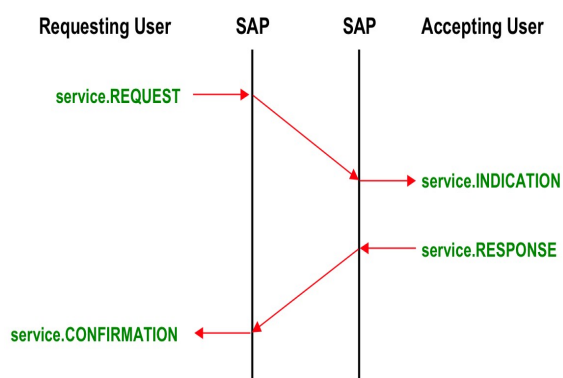 Requesting User SAP SAP Accepting User
service.REQUEST
service.INDICATION
service.RESPONSE
service.CONFIRMATION